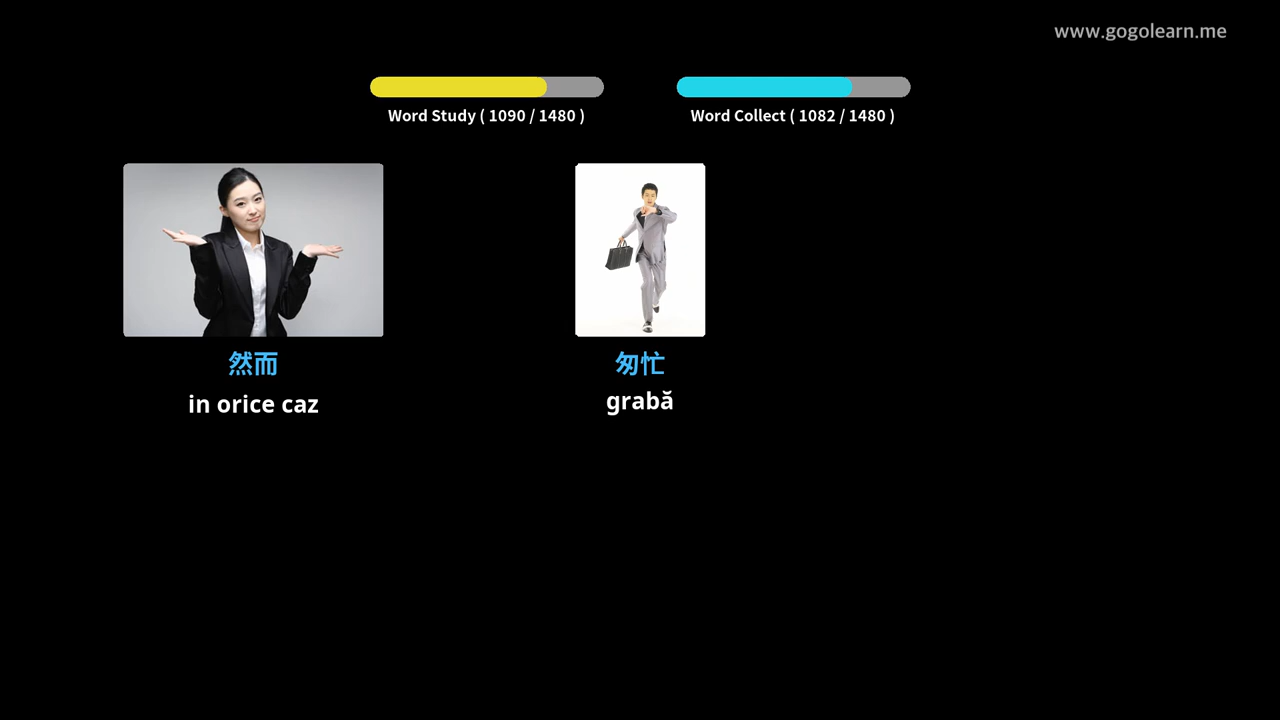 www.gogolearn.me
Word Study ( 1090 / 1480 )
Word Collect ( 1082 / 1480 )
然而
匆忙
in orice caz
grabă